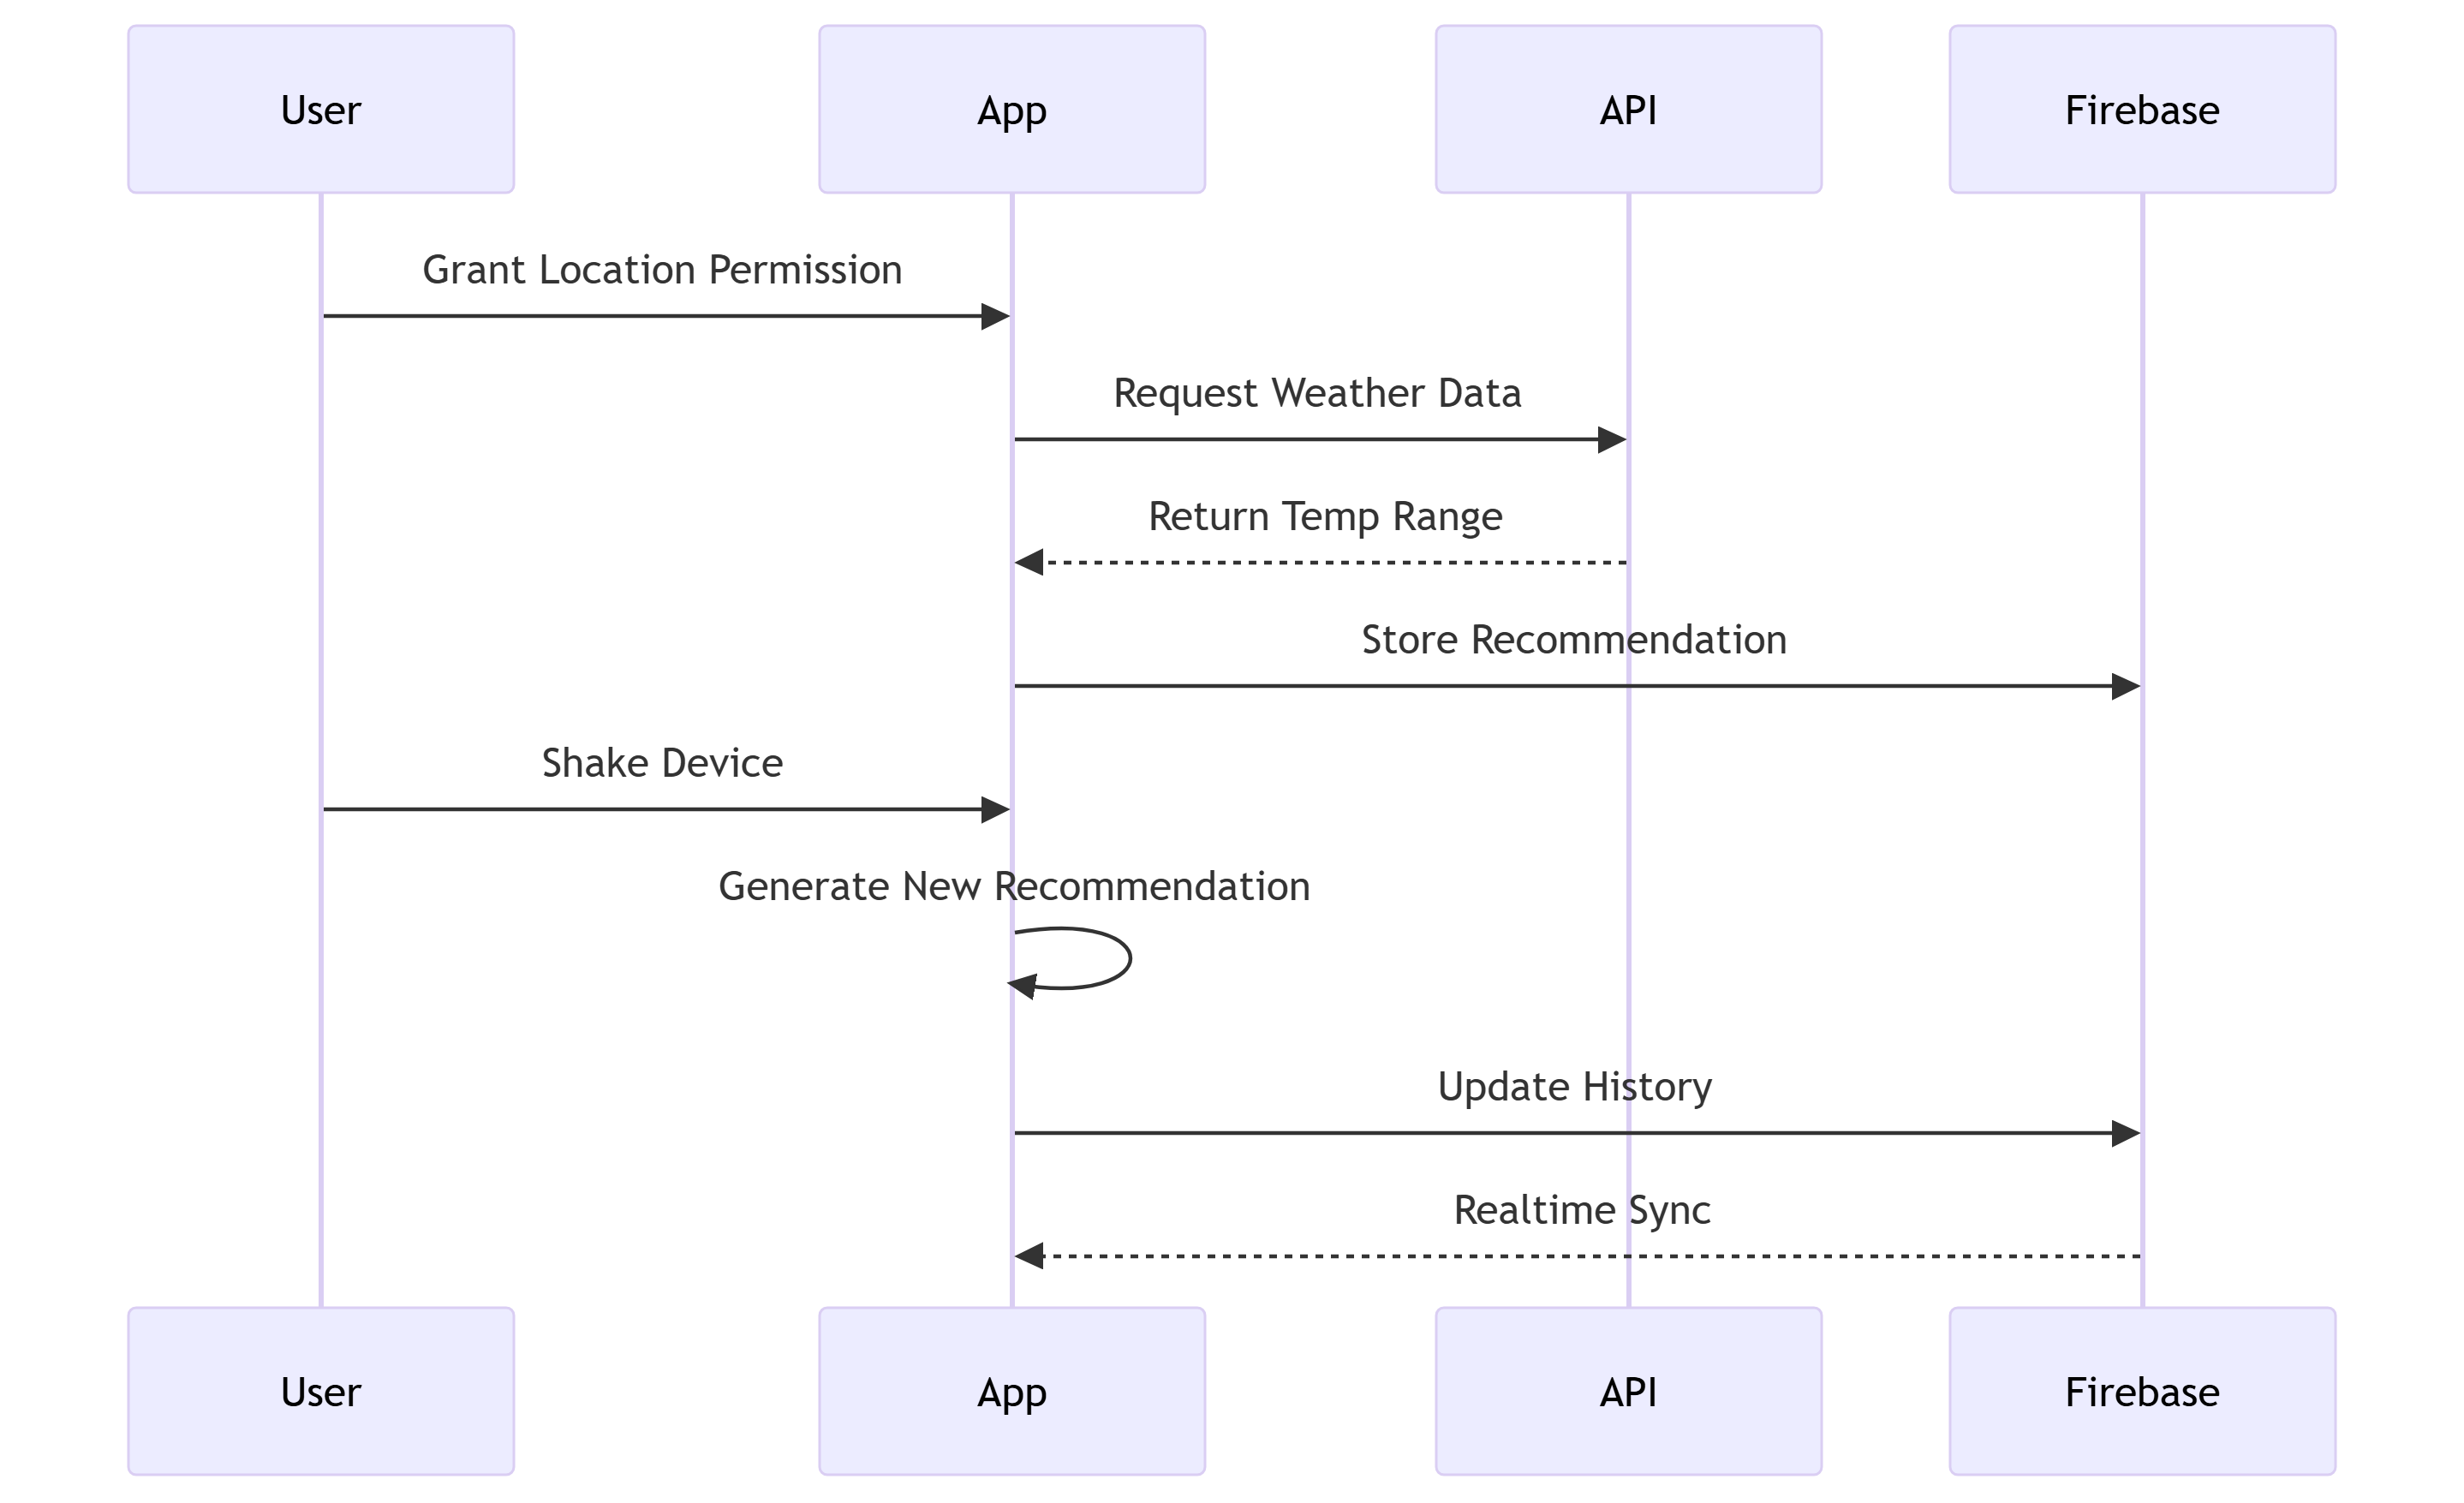 User
App
API
Firebase
Grant Location Permission
Request Weather Data
Return Temp Range
Store Recommendation
Shake Device
Generate New Recommendation
Update History
Realtime Sync
User
App
API
Firebase